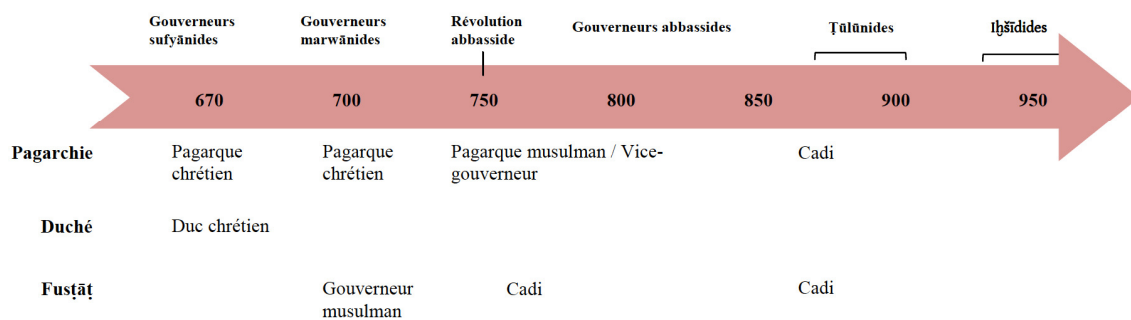 Gouverneurs
sufyānides
Gouverneurs
marwānides
Révolution
abbasside
Gouverneurs abbassides
Ṭūlūnides
Iḫšīdides
670 700 750 800 850 900 950
Pagarchie
Pagarque
chrétien
Pagarque
chrétien
Pagarque musulman / Vice-
gouverneur
Cadi
Duché
Duc chrétien
Fusṭāṭ
Gouverneur
musulman
Cadi
Cadi